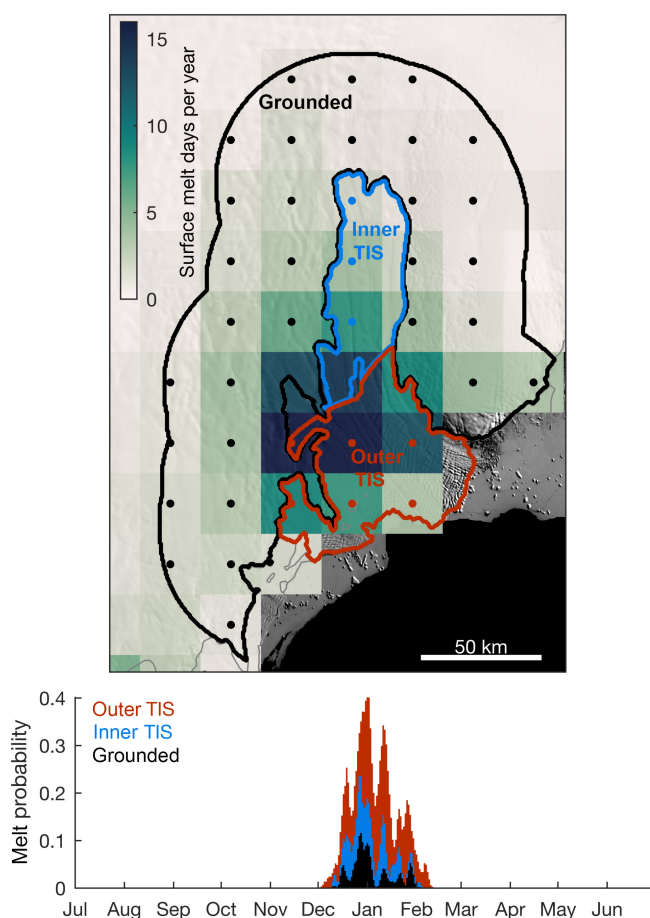 Surface melt days per year
15
10
5
0
Grounded
Inner
TIS
Outer
TIS
50 km
Melt probability
0.4
0.3
0.2
0.1
0
Outer TIS
Inner TIS
Grounded
Jul Aug Sep Oct Nov Dec Jan Feb Mar Apr May Jun